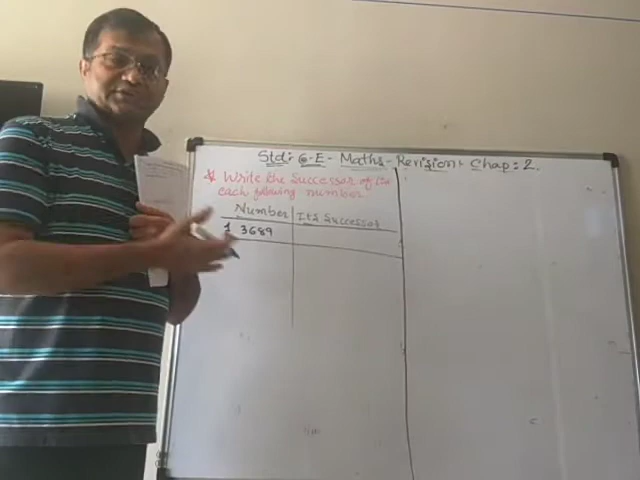 Std: 6-E- Maths- Revision: Chap: 2.
* Write the Successor of the
each following number.
Number Its Successor
1 3689